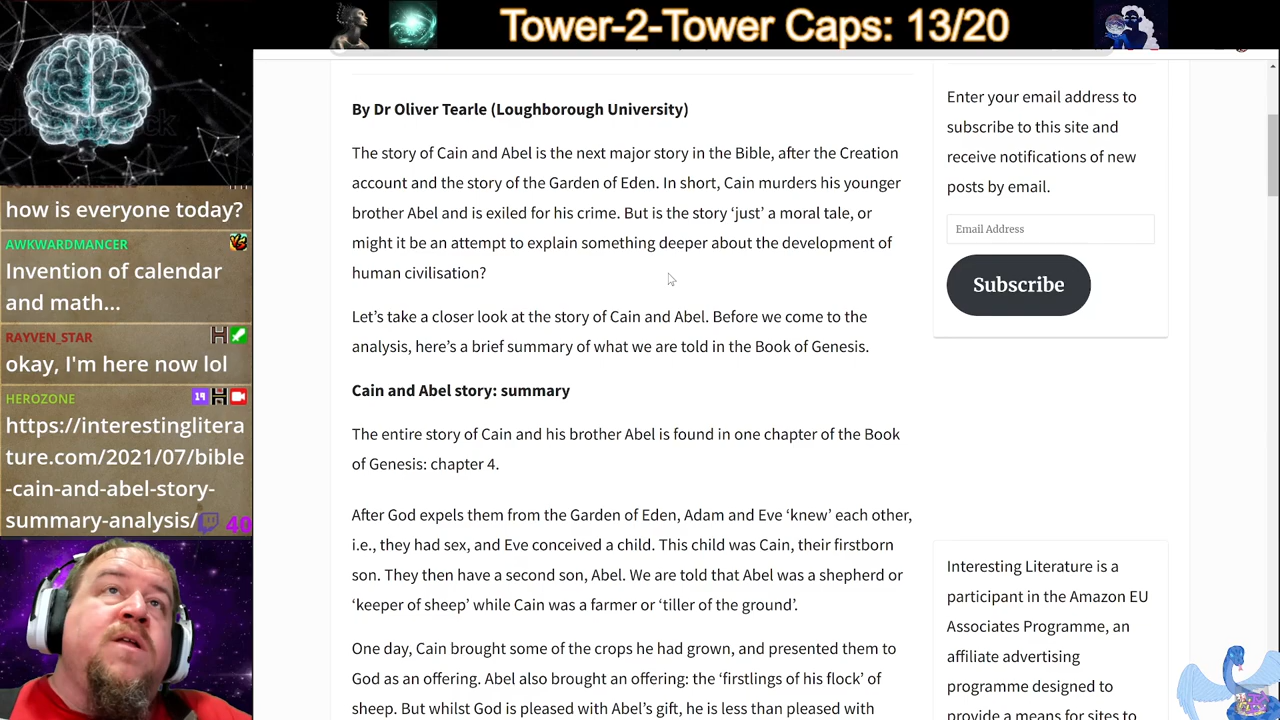 Tower-2-Tower Caps: 13/20
how is everyone today?
AWKWARDMANCER
Invention of calendar
and math...
RAYVEN_STAR
okay, I'm here now lol
19
HEROZONE
https://interestinglitera
ture.com/2021/07/bible
-cain-and-abel-story-
summary-analysis/
40
By Dr Oliver Tearle (Loughborough University)
The story of Cain and Abel is the next major story in the Bible, after the Creation
account and the story of the Garden of Eden. In short, Cain murders his younger
brother Abel and is exiled for his crime. But is the story ‘just’ a moral tale, or
might it be an attempt to explain something deeper about the development of
human civilisation?
Let’s take a closer look at the story of Cain and Abel. Before we come to the
analysis, here’s a brief summary of what we are told in the Book of Genesis.
Cain and Abel story: summary
The entire story of Cain and his brother Abel is found in one chapter of the Book
of Genesis: chapter 4.
After God expels them from the Garden of Eden, Adam and Eve ‘knew’ each other,
i.e., they had sex, and Eve conceived a child. This child was Cain, their firstborn
son. They then have a second son, Abel. We are told that Abel was a shepherd or
‘keeper of sheep’ while Cain was a farmer or ‘tiller of the ground’.
One day, Cain brought some of the crops he had grown, and presented them to
God as an offering. Abel also brought an offering: the ‘firstlings of his flock’ of
sheep. But whilst God is pleased with Abel’s gift, he is less than pleased with
Enter your email address to
subscribe to this site and
receive notifications of new
posts by email.
Email Address
Subscribe
Interesting Literature is a
participant in the Amazon EU
Associates Programme, an
affiliate advertising
programme designed to
provide a means for sites to